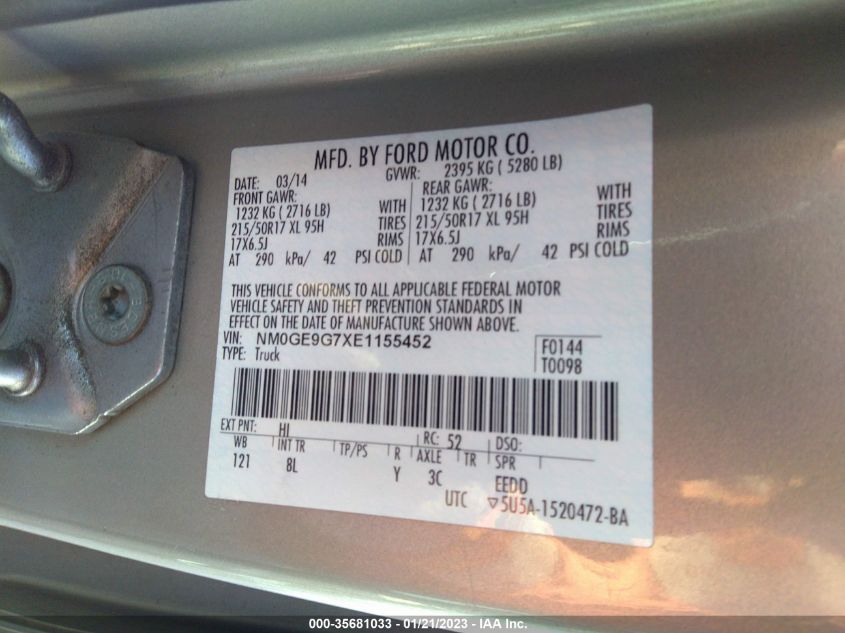 MFD. BY FORD MOTOR CO.
DATE: 03/14 GVWR: 2395 KG ( 5280 LB)
FRONT GAWR: REAR GAWR:
1232 KG ( 2716 LB) WITH 1232 KG ( 2716 LB) WITH
215/50R17 XL 95H TIRES 215/50R17 XL 95H TIRES
17X6.5J RIMS 17X6.5J RIMS
AT 290 kPa/ 42 PSI COLD AT 290 kPa/ 42 PSI COLD
THIS VEHICLE CONFORMS TO ALL APPLICABLE FEDERAL MOTOR
VEHICLE SAFETY AND THEFT PREVENTION STANDARDS IN
EFFECT ON THE DATE OF MANUFACTURE SHOWN ABOVE.
VIN: NM0GE9G7XE1155452 F0144
TYPE: Truck T0098
EXT PNT: HI RC: 52 DSO:
WB INT TR TP/PS R AXLE TR SPR
121 8L Y 3C EEDD
UTC ▽5U5A-1520472-BA
000-35681033 - 01/21/2023 - IAA Inc.